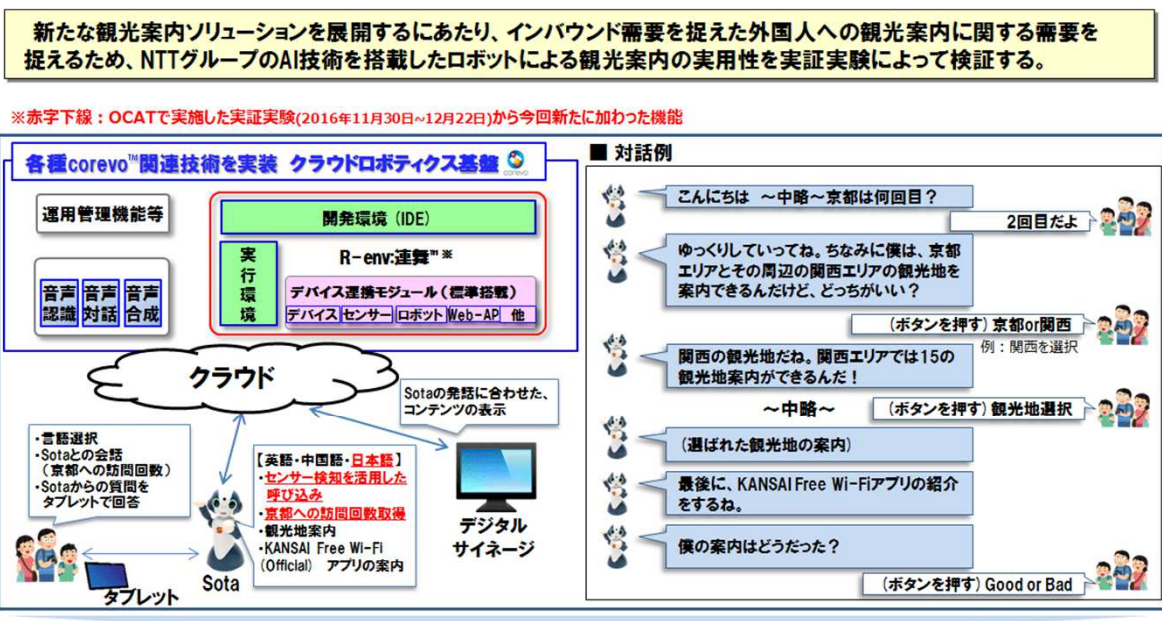 新たな観光案内ソリューションを展開するにあたり、インバウンド需要を捉えた外国人への観光案内に関する需要を
捉えるため、NTTグループのAI技術を搭載したロボットによる観光案内の実用性を実証実験によって検証する。
※赤字下線：OCATで実施した実証実験(2016年11月30日~12月22日)から今回新たに加わった機能
各種corevo™関連技術を実装 クラウドロボティクス基盤
corevo
運用管理機能等
音声認識
音声対話
音声合成
開発環境（IDE）
実行環境
R-env:連舞™※
デバイス連携モジュール（標準搭載）
デバイス センサー ロボット Web-AP 他
クラウド
Sotaの発話に合わせた、
コンテンツの表示
・言語選択
・Sotaとの会話
（京都への訪問回数）
・Sotaからの質問を
タブレットで回答
【英語・中国語・日本語】
・センサー検知を活用した
呼び込み
・京都への訪問回数取得
・観光地案内
・KANSAI Free Wi-Fi
(Official) アプリの案内
デジタル
サイネージ
Sota
タブレット
■ 対話例
こんにちは ～中略～京都は何回目？
2回目だよ
ゆっくりしていってね。ちなみに僕は、京都
エリアとその周辺の関西エリアの観光地を
案内できるんだけど、どっちがいい？
（ボタンを押す）京都or関西
例：関西を選択
関西の観光地だね。関西エリアでは15の
観光地案内ができるんだ！
～中略～
（ボタンを押す）観光地選択
（選ばれた観光地の案内）
最後に、KANSAI Free Wi-Fiアプリの紹介
をするね。
僕の案内はどうだった？
（ボタンを押す）Good or Bad